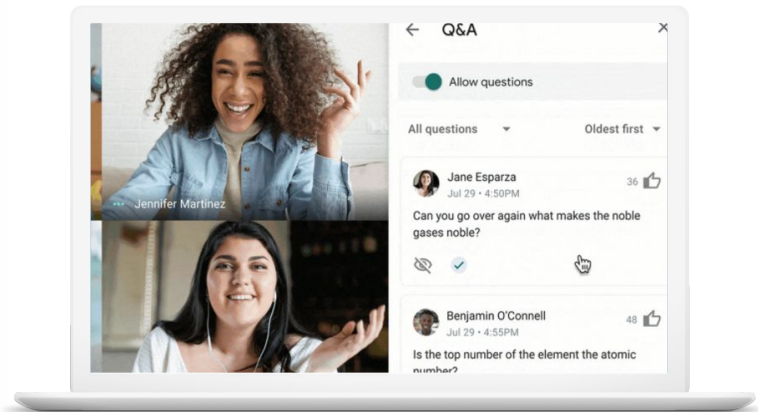 Q&A
Allow questions
All questions
Oldest first
Jane Esparza
36
Jul 29 • 4:50PM
Can you go over again what makes the noble
gases noble?
Jennifer Martinez
Benjamin O'Connell
48
Jul 29 • 4:55PM
Is the top number of the element the atomic
number?